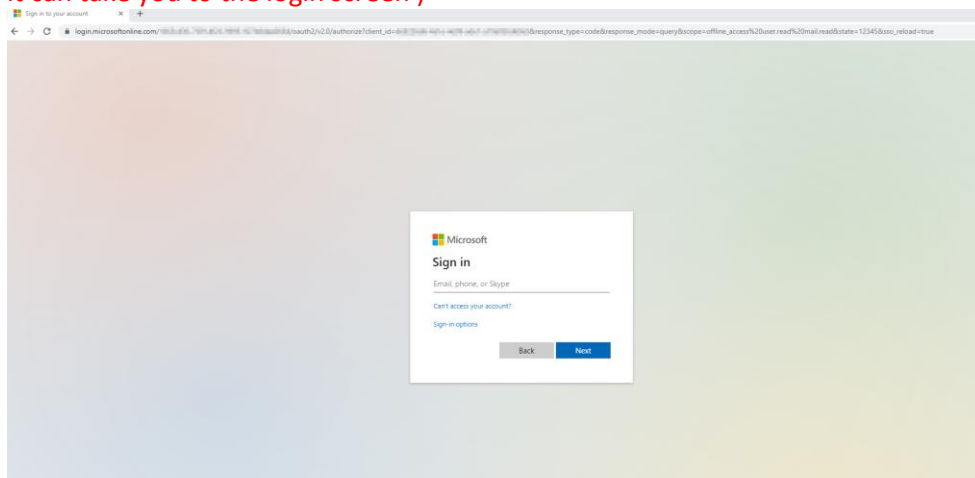 it can take you to the login screen )
Sign in to your account × +
login.microsoftonline.com/ /oauth2/v2.0/authorize?client_id= &response_type=code&response_mode=query&scope=offline_access%20user.read%20mail.read&state=12345&sso_reload=true
Microsoft
Sign in
Email, phone, or Skype
Can't access your account?
Sign-in options
Back Next